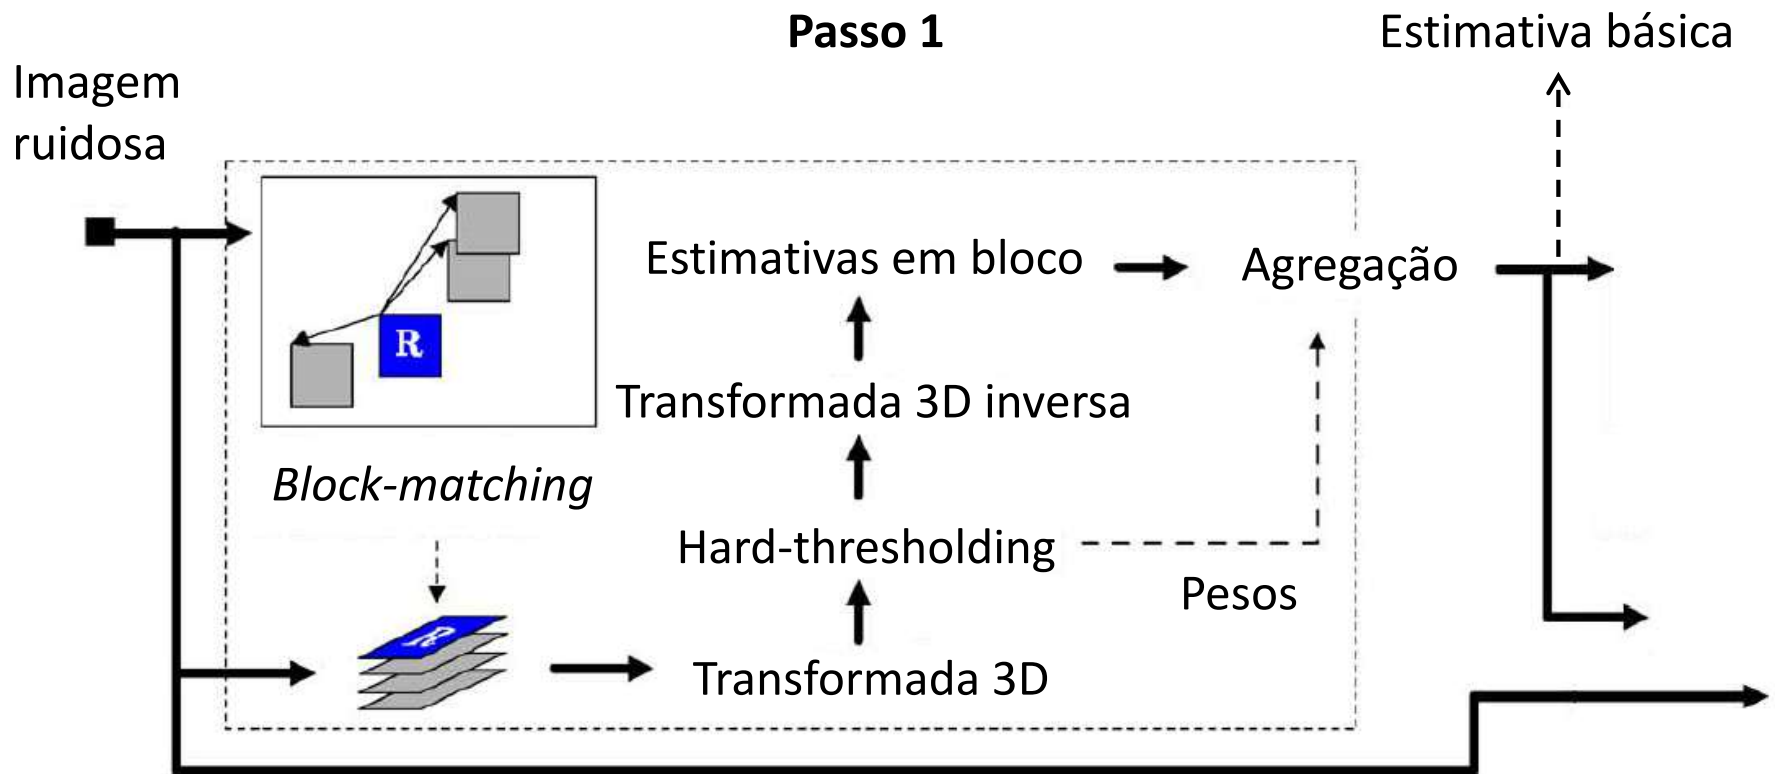 Passo 1
Estimativa básica
Imagem
ruidosa
R
Estimativas em bloco
Agregação
Transformada 3D inversa
Block-matching
Hard-thresholding
Pesos
R
Transformada 3D